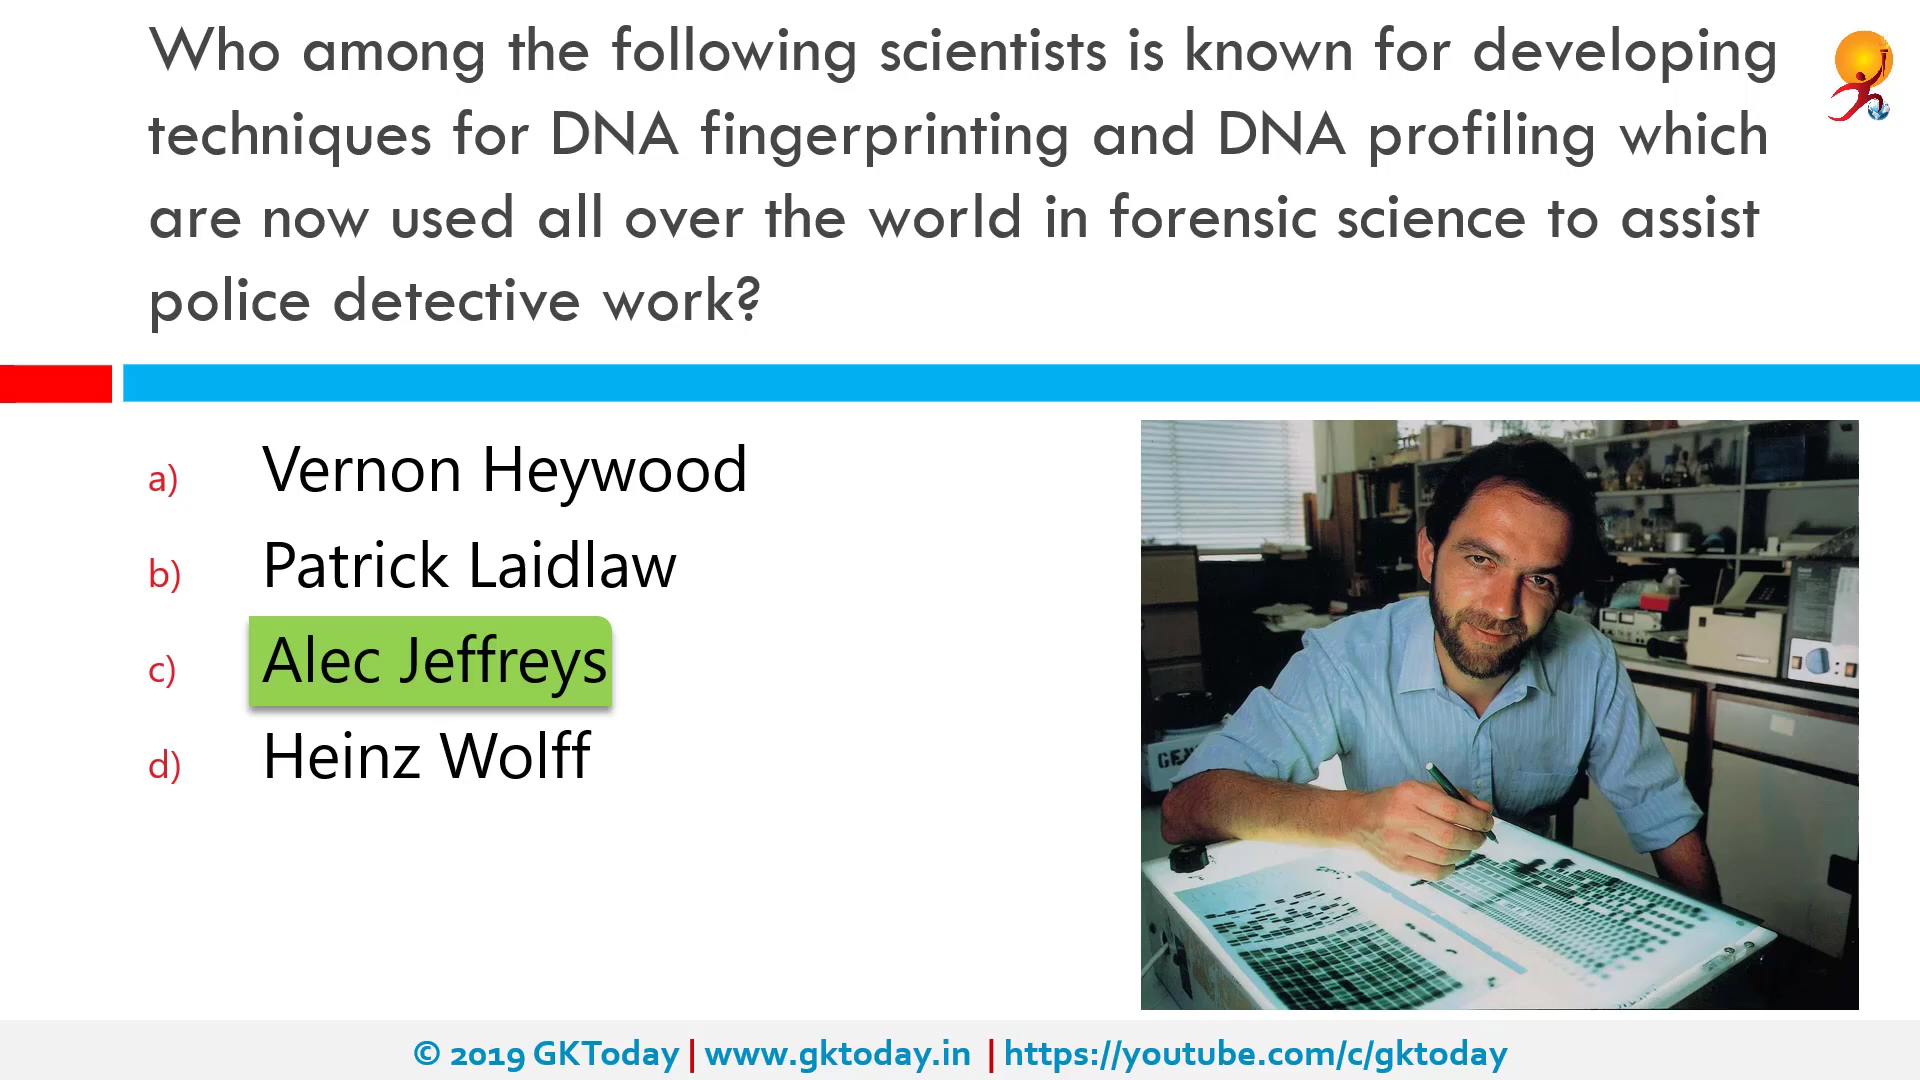 Who among the following scientists is known for developing
techniques for DNA fingerprinting and DNA profiling which
are now used all over the world in forensic science to assist
police detective work?
a) Vernon Heywood
b) Patrick Laidlaw
c) Alec Jeffreys
d) Heinz Wolff
© 2019 GKToday | www.gktoday.in | https://youtube.com/c/gktoday